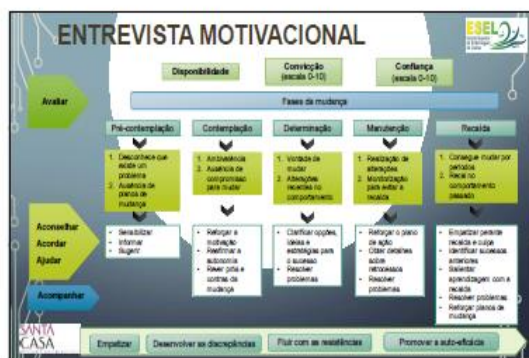 ENTREVISTA MOTIVACIONAL
ESEL
Disponibilidade
Convicção
(escala 0-10)
Confiança
(escala 0-10)
Avaliar
Fases da mudança
Pré-contemplação
Contemplação
Determinação
Manutenção
Recaída
1. Desconhece que
existe um
problema
2. Ausência de
planos de
mudança
1. Ambivalência
2. Ausência de
compromisso
para mudar
1. Vontade de
mudar
2. Alterações
recentes no
comportamento
1. Realização de
alterações
2. Monitorização
para evitar a
recaída
1. Consegue mudar por
períodos
2. Recai no
comportamento
passado
Aconselhar
Acordar
Ajudar
Acompanhar
- Sensibilizar
- Informar
- Sugerir
- Reforçar a
motivação
- Reafirmar a
autonomia
- Rever prós e
contras da
mudança
- Clarificar opções,
ideias e
estratégias para
o sucesso
- Resolver
problemas
- Reforçar o plano
de ação
- Obter detalhes
sobre
retrocessos
- Resolver
problemas
- Empatizar perante
recaída e culpa
- Identificar sucessos
anteriores
- Salientar
aprendizagem com a
recaída
- Resolver problemas
- Reforçar planos de
mudança
SANTA
CASA
Empatizar
Desenvolver as discrepâncias
Fluir com as resistências
Promover a auto-eficácia